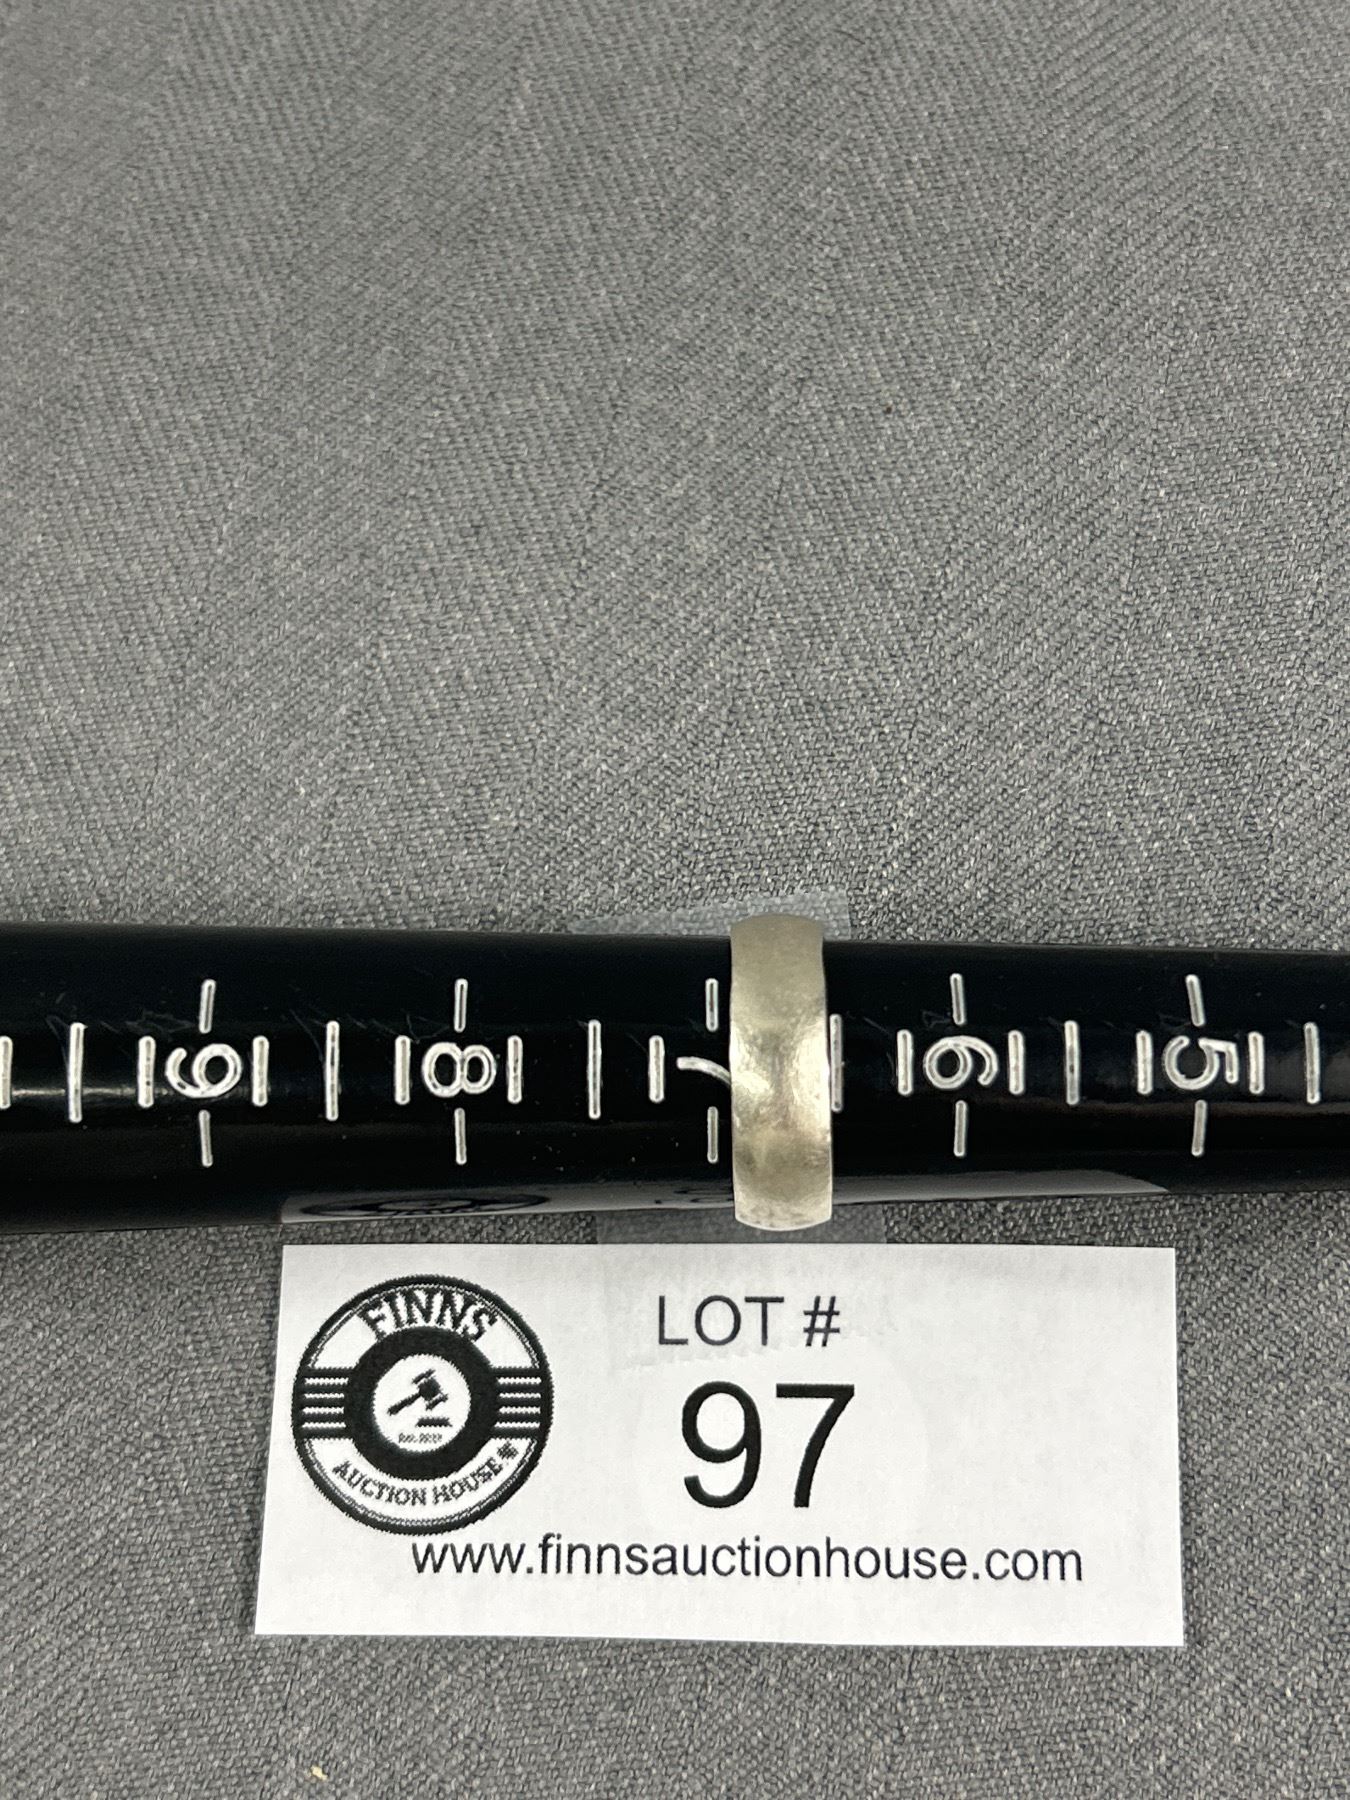 9 8 7 6 5
FINNS
AUCTION HOUSE
LOT #
97
www.finnsauctionhouse.com